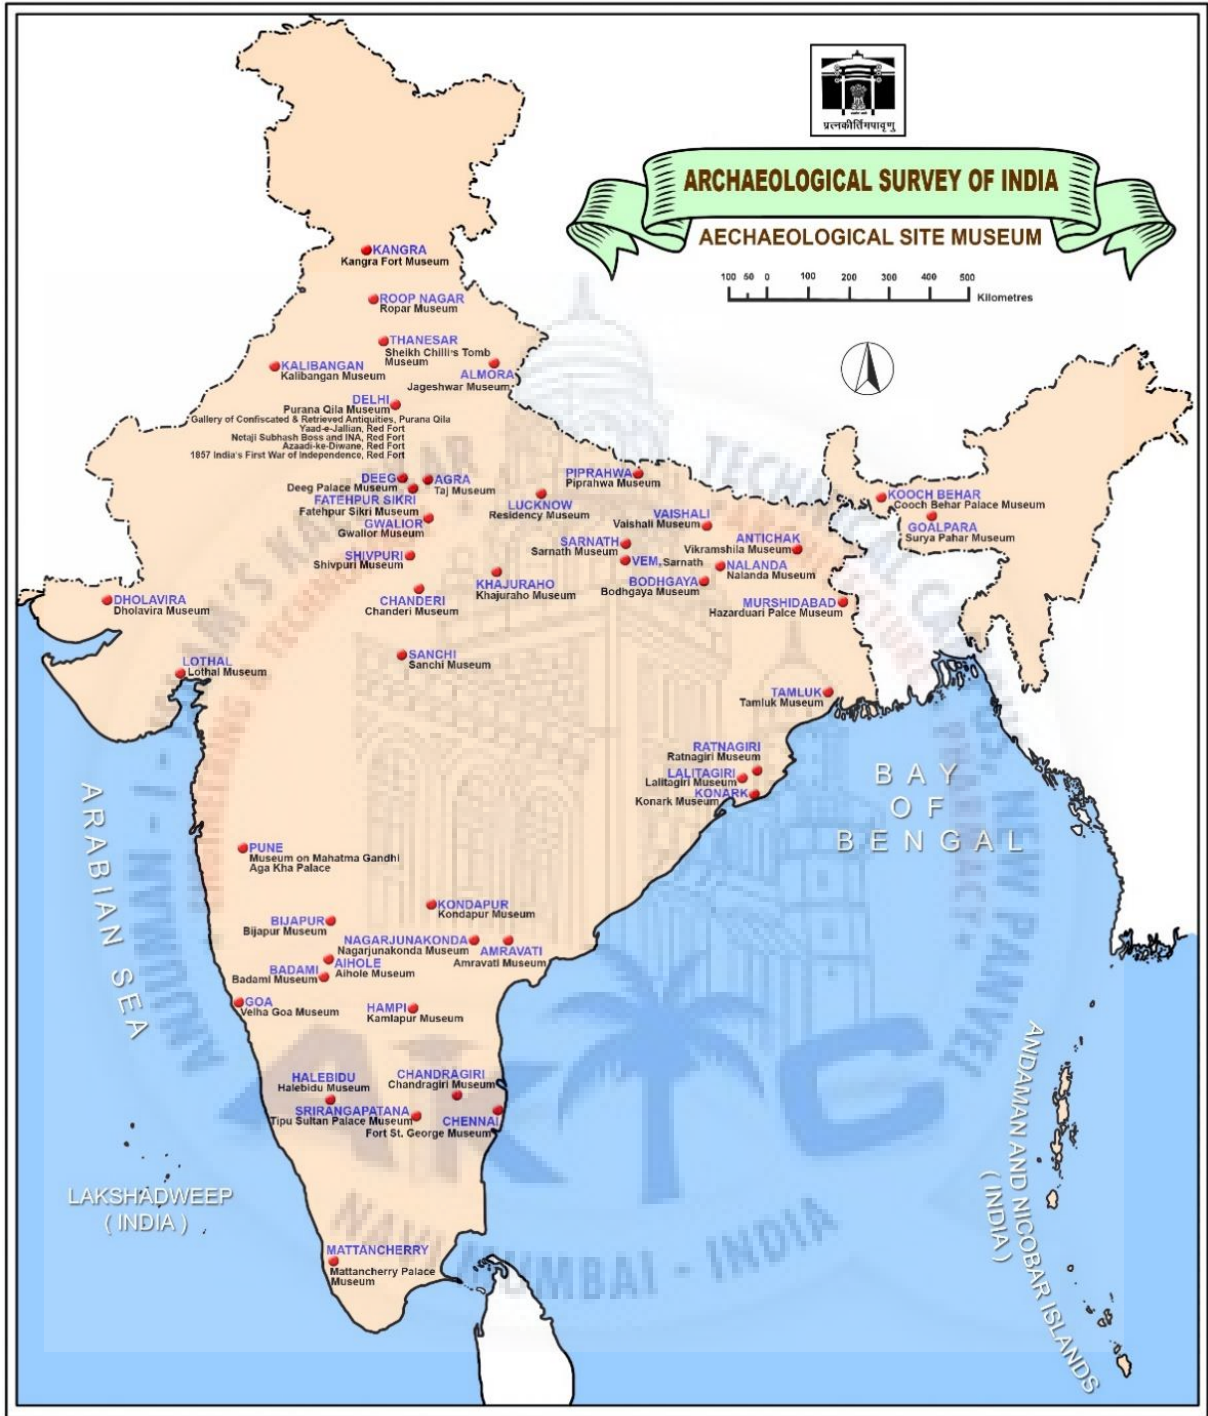 प्रत्नकीर्तिमपावृणु
ARCHAEOLOGICAL SURVEY OF INDIA
AECHAEOLOGICAL SITE MUSEUM
100 50 0 100 200 300 400 500
Kilometres
KANGRA
Kangra Fort Museum
ROOP NAGAR
Ropar Museum
THANESAR
Sheikh Chilli's Tomb
Museum
KALIBANGAN
Kalibangan Museum
ALMORA
Jageshwar Museum
DELHI
Purana Qila Museum
Gallery of Confiscated & Retrieved Antiquities, Purana Qila
Yaad-e-Jallian, Red Fort
Netaji Subhash Boss and INA, Red Fort
Azaadi-ke-Diwane, Red Fort
1857 India's First War of Independence, Red Fort
DEEG
Deeg Palace Museum
AGRA
Taj Museum
FATEHPUR SIKRI
Fatehpur Sikri Museum
GWALIOR
Gwalior Museum
SHIVPURI
Shivpuri Museum
LUCKNOW
Residency Museum
PIPRAHWA
Piprahwa Museum
VAISHALI
Vaishali Museum
SARNATH
Sarnath Museum
VEM, Sarnath
ANTICHAK
Vikramshila Museum
NALANDA
Nalanda Museum
BODHGAYA
Bodhgaya Museum
KOOCH BEHAR
Cooch Behar Palace Museum
GOALPARA
Surya Pahar Museum
KHAJURAHO
Khajuraho Museum
CHANDERI
Chanderi Museum
MURSHIDABAD
Hazarduari Palce Museum
DHOLAVIRA
Dholavira Museum
LOTHAL
Lothal Museum
SANCHI
Sanchi Museum
TAMLUK
Tamluk Museum
RATNAGIRI
Ratnagiri Museum
LALITAGIRI
Lalitagiri Museum
KONARK
Konark Museum
BAY
OF
BENGAL
ARABIAN SEA
PUNE
Museum on Mahatma Gandhi
Aga Kha Palace
KONDAPUR
Kondapur Museum
BIJAPUR
Bijapur Museum
NAGARJUNAKONDA
Nagarjunakonda Museum
AMRAVATI
Amravati Museum
AIHOLE
Aihole Museum
BADAMI
Badami Museum
GOA
Velha Goa Museum
HAMPI
Kamlapur Museum
HALEBIDU
Halebidu Museum
CHANDRAGIRI
Chandragiri Museum
SRIRANGAPATANA
Tipu Sultan Palace Museum
CHENNAI
Fort St. George Museum
LAKSHADWEEP
( INDIA )
MATTANCHERRY
Mattancherry Palace
Museum
ANDAMAN AND NICOBAR ISLANDS
( INDIA )
AKTC
NAVI MUMBAI - INDIA